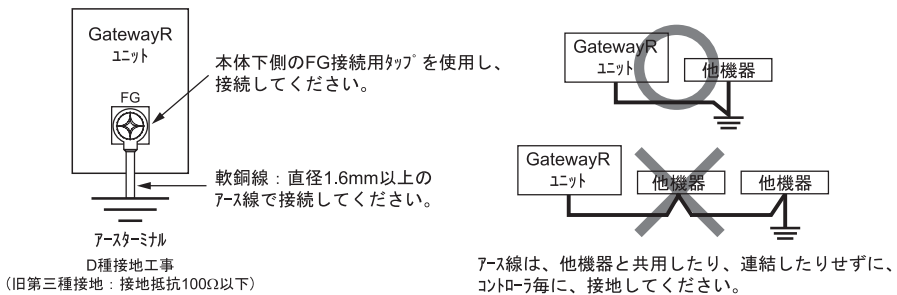 GatewayR
ﾕﾆｯﾄ
FG
本体下側のFG接続用ﾀｯﾌﾟを使用し、
接続してください。
軟銅線：直径1.6mm以上の
ｱｰｽ線で接続してください。
ｱｰｽﾀｰﾐﾅﾙ
D種接地工事
（旧第三種接地：接地抵抗100Ω以下）
GatewayR
ﾕﾆｯﾄ
他機器
GatewayR
ﾕﾆｯﾄ
他機器
他機器
ｱｰｽ線は、他機器と共用したり、連結したりせずに、
ｺﾝﾄﾛｰﾗ毎に、接地してください。